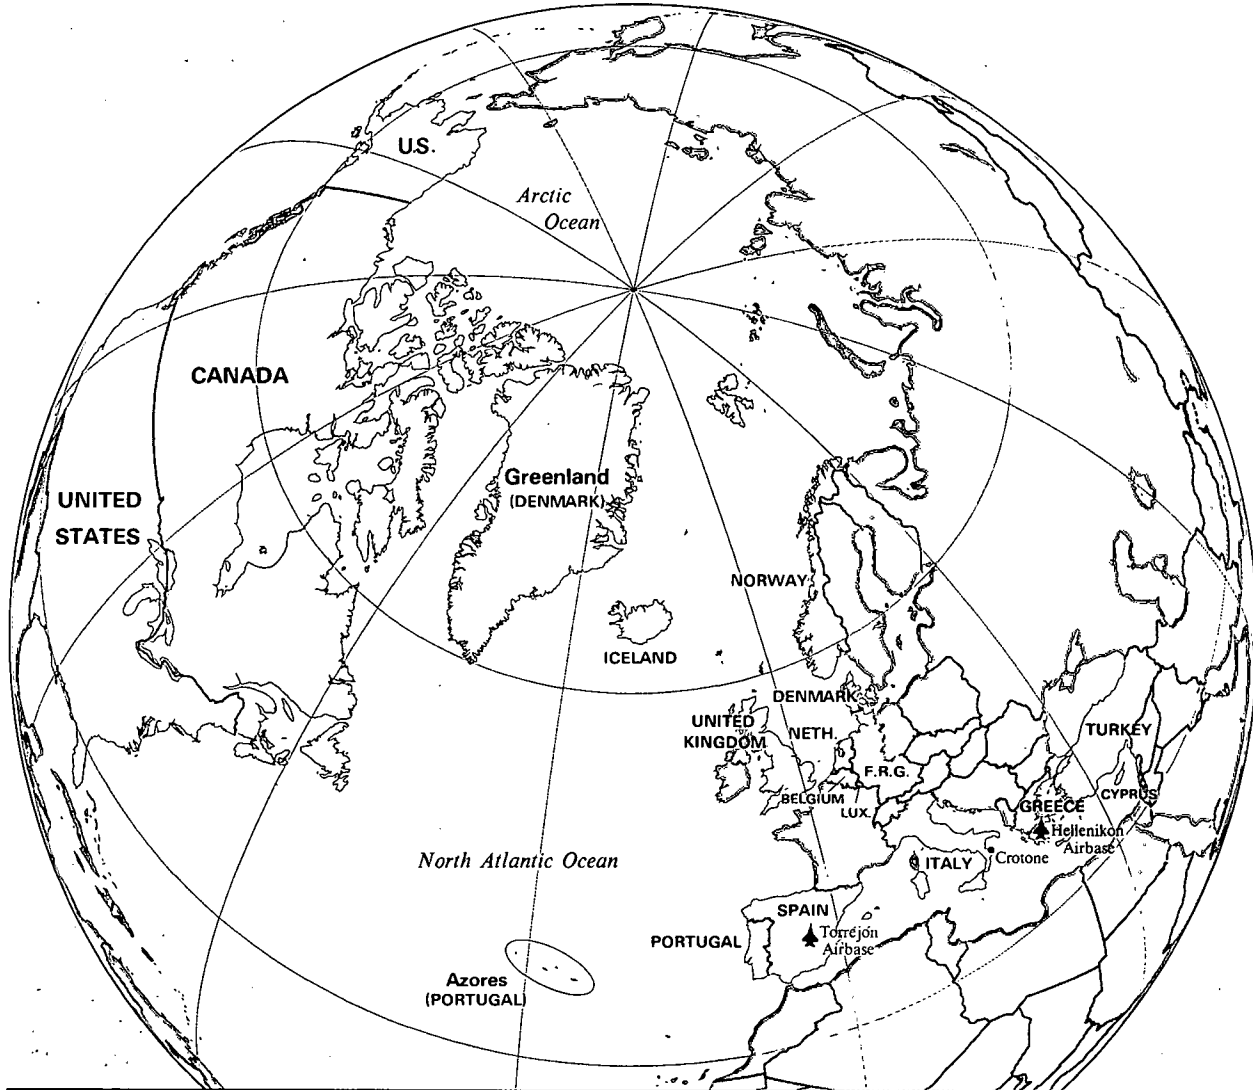 U.S.
Arctic
Ocean
CANADA
Greenland
(DENMARK)
UNITED
STATES
NORWAY
ICELAND
DENMARK
UNITED
KINGDOM
NETH.
TURKEY
F.R.G.
BELGIUM
LUX.
CYPRUS
GREECE
Hellenikon
Airbase
Crotone
ITALY
North Atlantic Ocean
SPAIN
Torrejón
Airbase
PORTUGAL
Azores
(PORTUGAL)